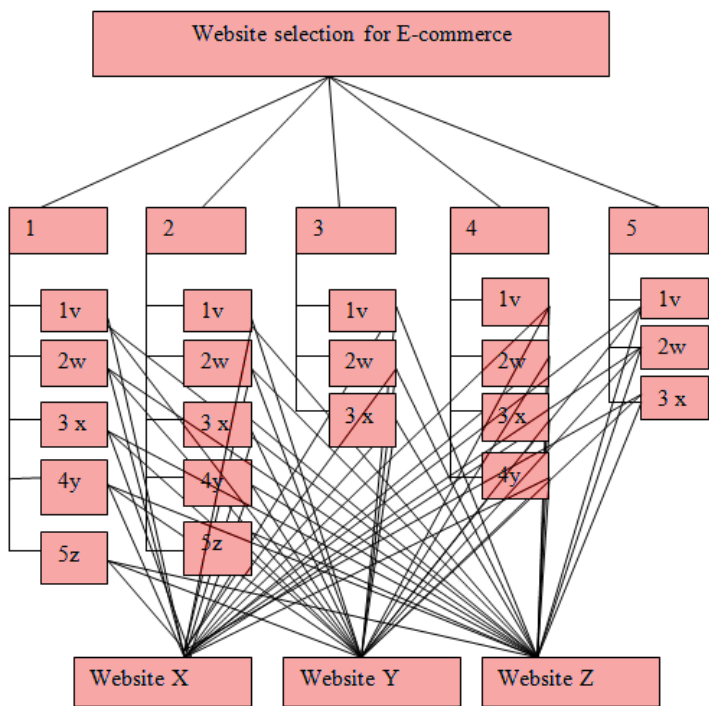 Website selection for E-commerce
1
1v
2w
3 x
4y
5z
2
1v
2w
3 x
4y
5z
3
1v
2w
3 x
4
1v
2w
3 x
4y
5
1v
2w
3 x
Website X
Website Y
Website Z